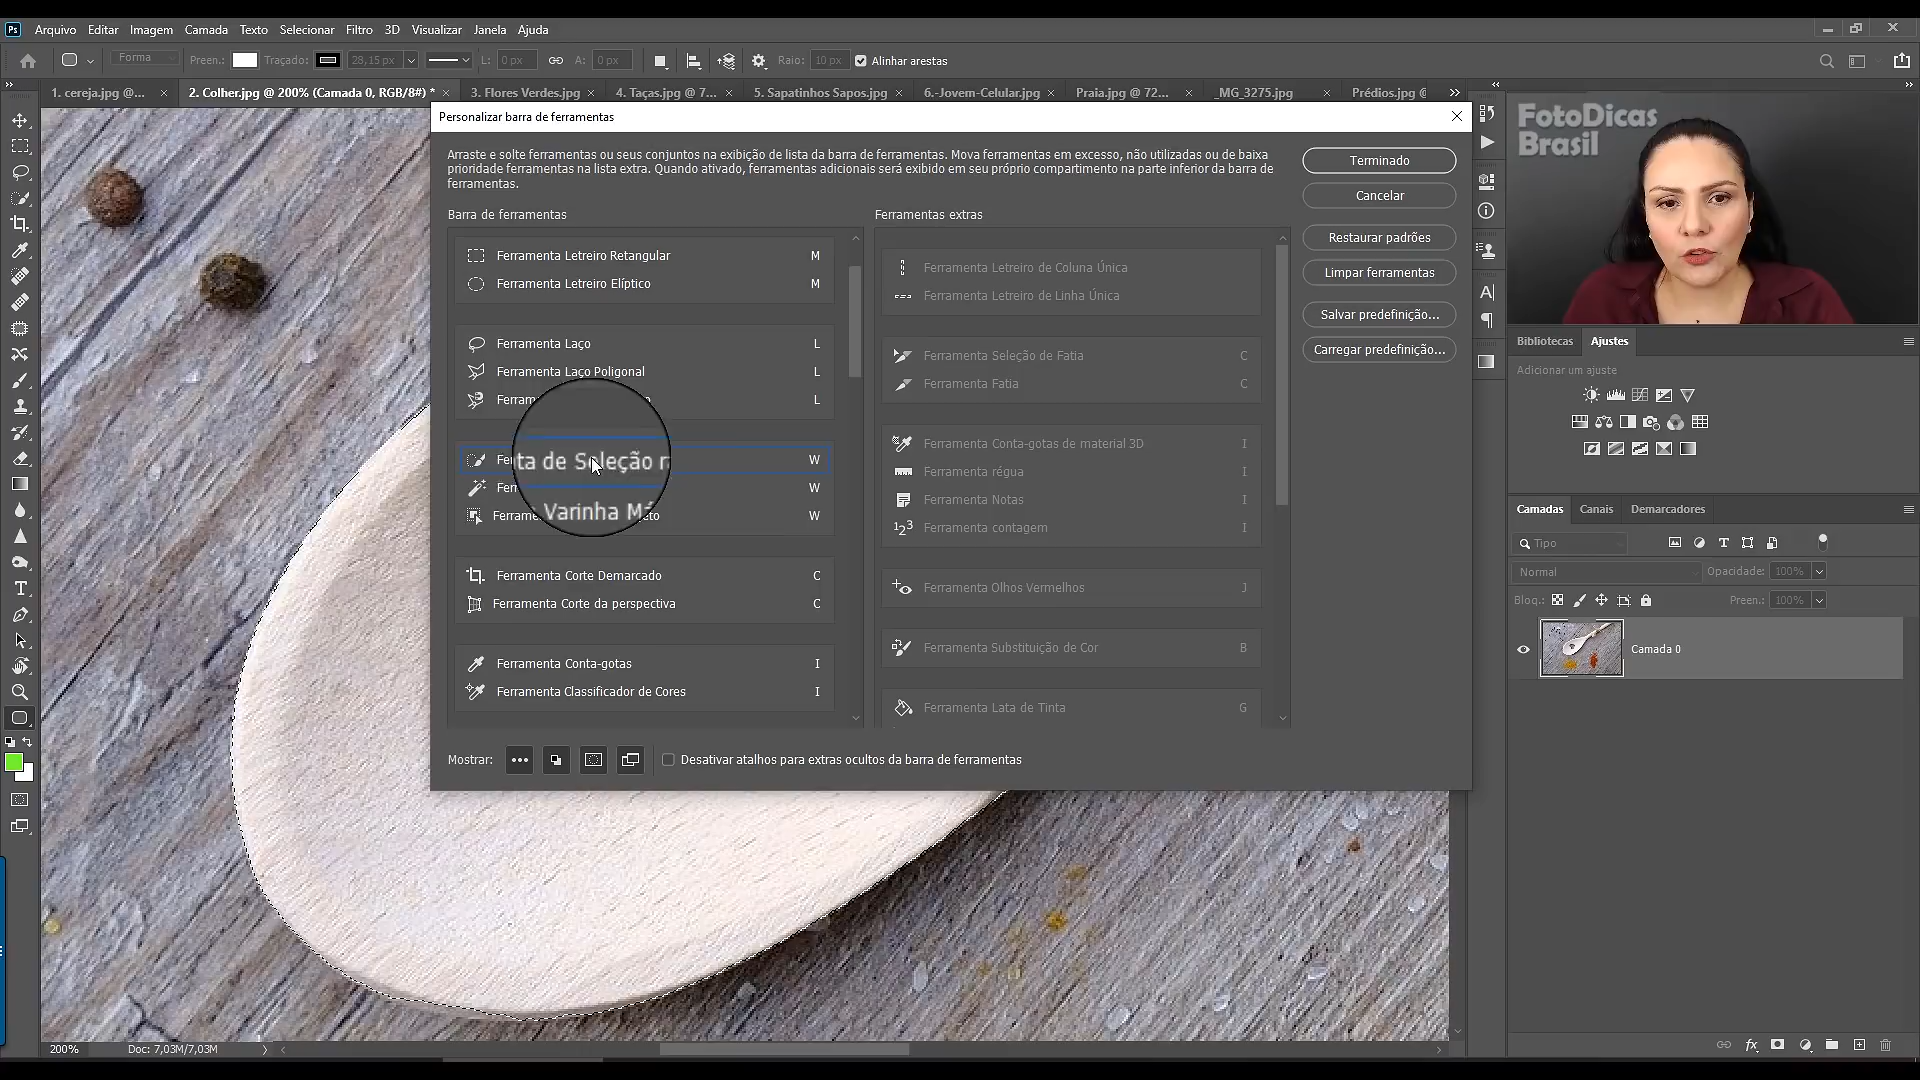 Ps Arquivo Editar Imagem Camada Texto Selecionar Filtro 3D Visualizar Janela Ajuda
Forma Preen.: Traçado: 28,15 px L: 0 px A: 0 px Raio: 10 px Alinhar arestas
1. cereja.jpg @... × 2. Colher.jpg @ 200% (Camada 0, RGB/8#) * × 3. Flores Verdes.jpg × 4. Taças.jpg @ 7... × 5. Sapatinhos Sapos.jpg × 6.-Jovem-Celular.jpg × Praia.jpg @ 72... × _MG_3275.jpg × Prédios.jpg @
Personalizar barra de ferramentas
Arraste e solte ferramentas ou seus conjuntos na exibição de lista da barra de ferramentas. Mova ferramentas em excesso, não utilizadas ou de baixa
prioridade ferramentas na lista extra. Quando ativado, ferramentas adicionais será exibido em seu próprio compartimento na parte inferior da barra de
ferramentas.
Barra de ferramentas
Ferramenta Letreiro Retangular M
Ferramenta Letreiro Elíptico M
Ferramenta Laço L
Ferramenta Laço Poligonal L
L
ta de Seleção W
Varinha W
W
Ferramenta Corte Demarcado C
Ferramenta Corte da perspectiva C
Ferramenta Conta-gotas I
Ferramenta Classificador de Cores I
Ferramentas extras
Ferramenta Letreiro de Coluna Única
Ferramenta Letreiro de Linha Única
Ferramenta Seleção de Fatia C
Ferramenta Fatia C
Ferramenta Conta-gotas de material 3D I
Ferramenta régua I
Ferramenta Notas I
123 Ferramenta contagem I
Ferramenta Olhos Vermelhos J
Ferramenta Substituição de Cor B
Ferramenta Lata de Tinta G
Terminado
Cancelar
Restaurar padrões
Limpar ferramentas
Salvar predefinição...
Carregar predefinição...
Mostrar: Desativar atalhos para extras ocultos da barra de ferramentas
FotoDicas
Brasil
Bibliotecas Ajustes
Adicionar um ajuste
Camadas Canais Demarcadores
Tipo
Normal Opacidade: 100%
Bloq.: Preen.: 100%
Camada 0
200% Doc: 7,03M/7,03M